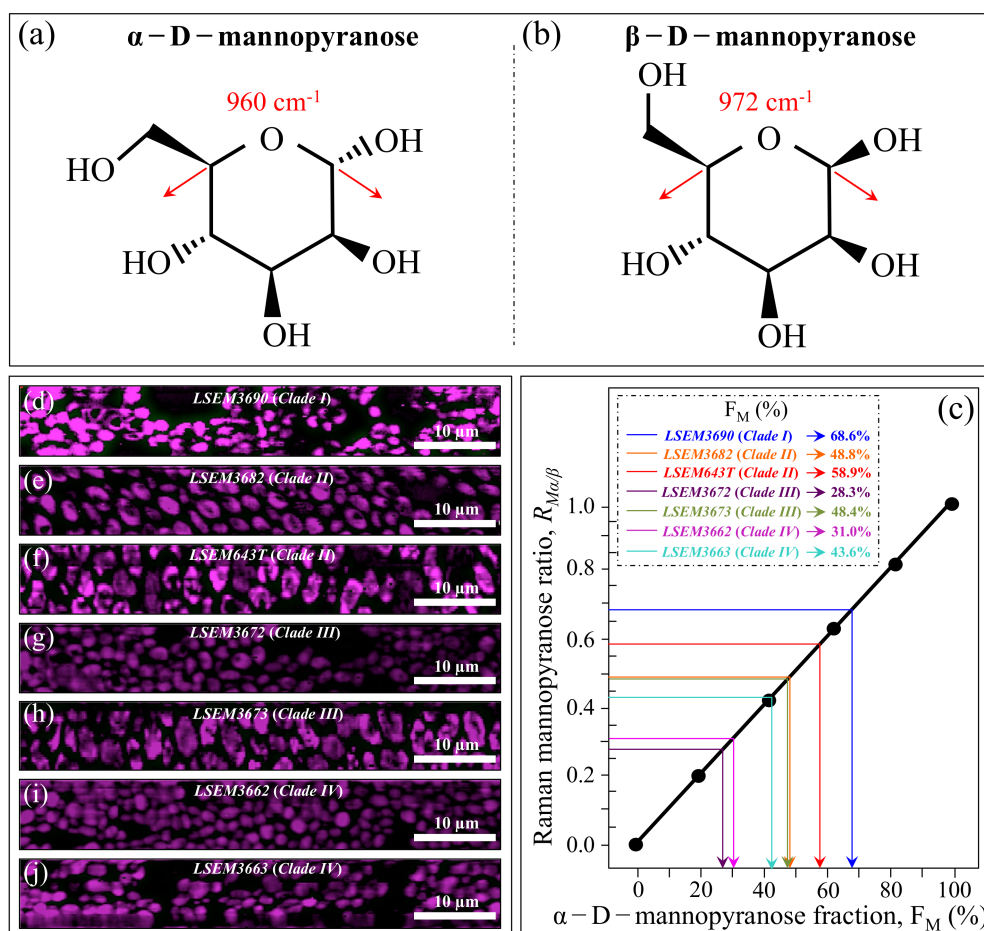 (a)
α – D – mannopyranose
960 cm-1
O
OH
HO
HO
OH
OH
(b)
β – D – mannopyranose
OH
972 cm-1
O
OH
HO
OH
OH
(d)
LSEM3690 (Clade I)
10 μm
(e)
LSEM3682 (Clade II)
10 μm
(f)
LSEM643T (Clade II)
10 μm
(g)
LSEM3672 (Clade III)
10 μm
(h)
LSEM3673 (Clade III)
10 μm
(i)
LSEM3662 (Clade IV)
10 μm
(j)
LSEM3663 (Clade IV)
10 μm
(c)
FM (%)
LSEM3690 (Clade I) 68.6%
LSEM3682 (Clade II) 48.8%
LSEM643T (Clade II) 58.9%
LSEM3672 (Clade III) 28.3%
LSEM3673 (Clade III) 48.4%
LSEM3662 (Clade IV) 31.0%
LSEM3663 (Clade IV) 43.6%
Raman mannopyranose ratio, RMα/β
1.0
0.8
0.6
0.4
0.2
0.0
0 20 40 60 80 100
α – D – mannopyranose fraction, FM (%)